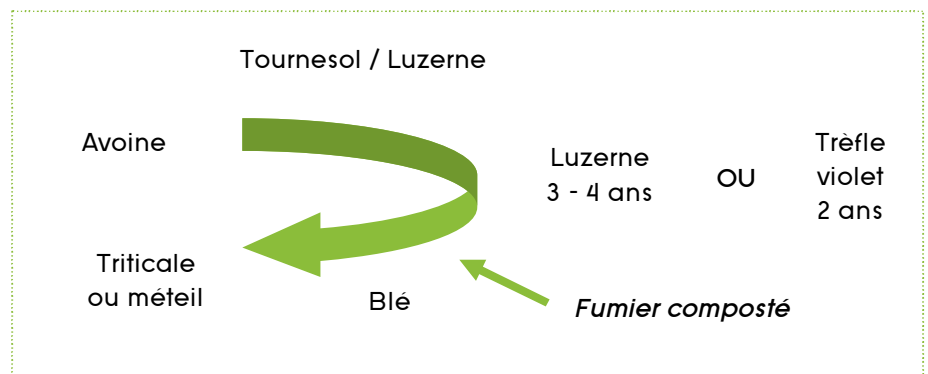 Tournesol / Luzerne
Avoine
Luzerne
3 - 4 ans
OU
Trèfle
violet
2 ans
Triticale
ou méteil
Blé
Fumier composté